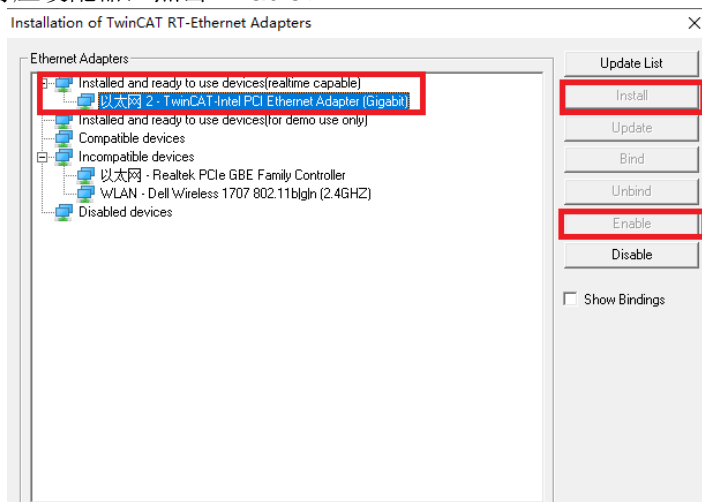 Installation of TwinCAT RT-Ethernet Adapters
Ethernet Adapters
Update List
Installed and ready to use devices(realtime capable)
Install
以太网 2 - TwinCAT-Intel PCI Ethernet Adapter (Gigabit)
Installed and ready to use devices(for demo use only)
Update
Compatible devices
Bind
Incompatible devices
以太网 - Realtek PCIe GBE Family Controller
Unbind
WLAN - Dell Wireless 1707 802.11b|g|n (2.4GHZ)
Disabled devices
Enable
Disable
Show Bindings